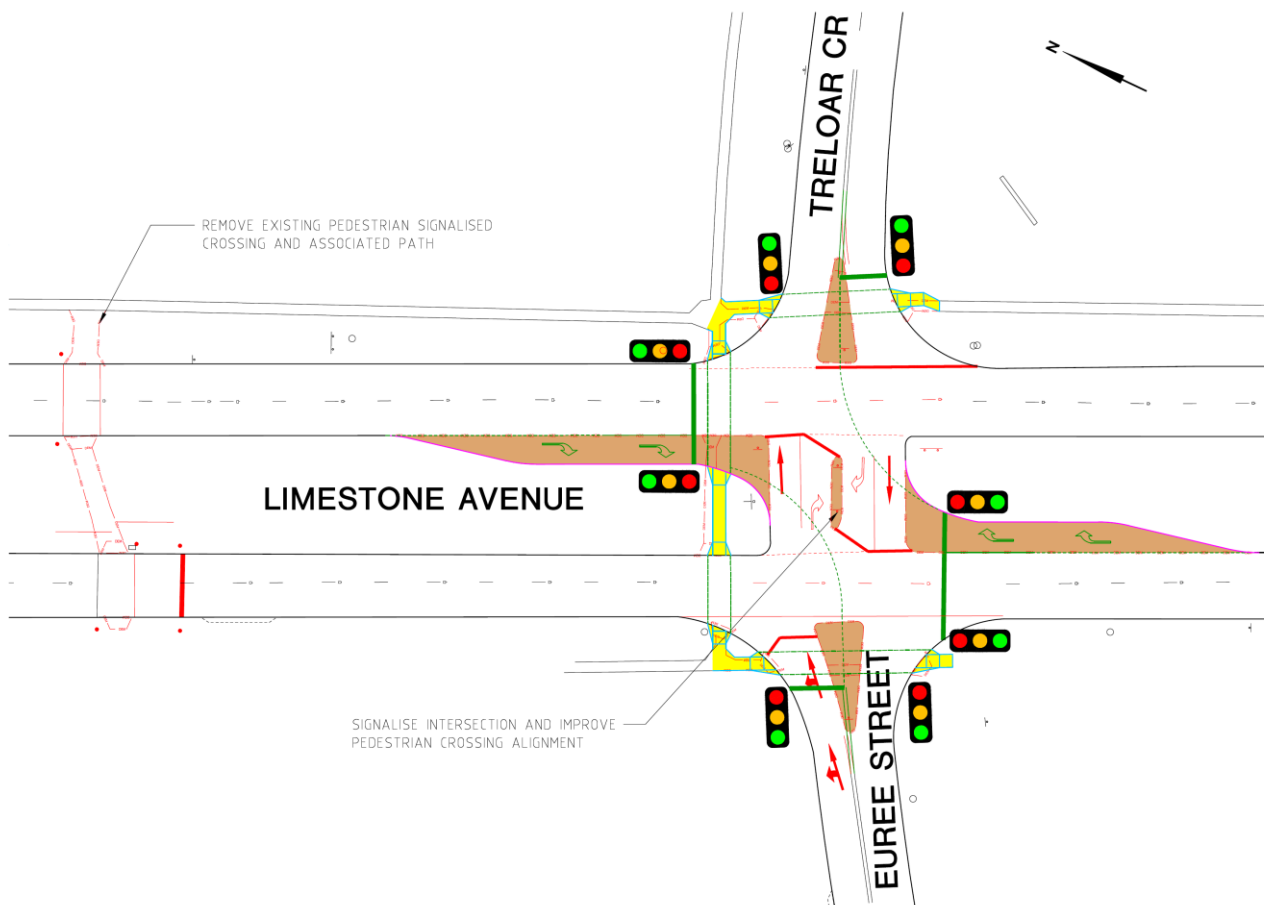 N
TRELOAR CR
REMOVE EXISTING PEDESTRIAN SIGNALISED
CROSSING AND ASSOCIATED PATH
LIMESTONE AVENUE
SIGNALISE INTERSECTION AND IMPROVE
PEDESTRIAN CROSSING ALIGNMENT
EUREE STREET